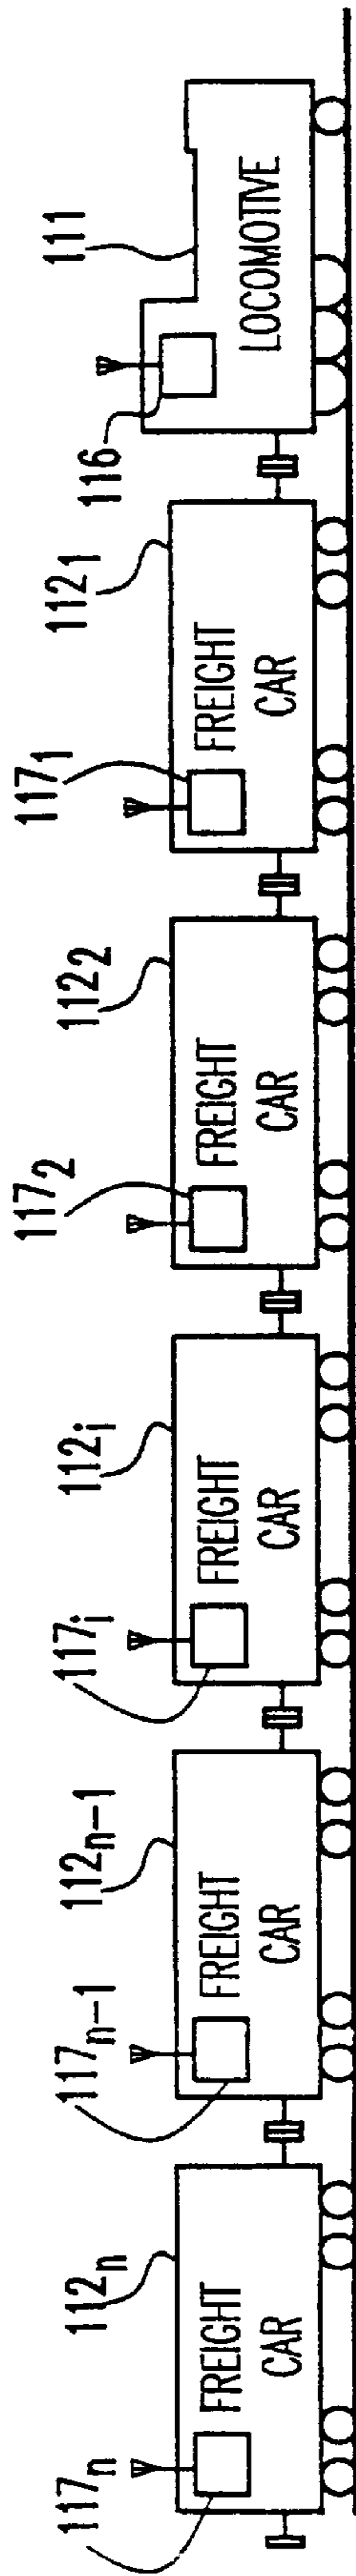 117ₙ
112ₙ
117ₙ₋₁
112ₙ₋₁
117ᵢ
112ᵢ
117₂
112₂
117₁
112₁
116
111
FREIGHT
CAR
FREIGHT
CAR
FREIGHT
CAR
FREIGHT
CAR
FREIGHT
CAR
LOCOMOTIVE